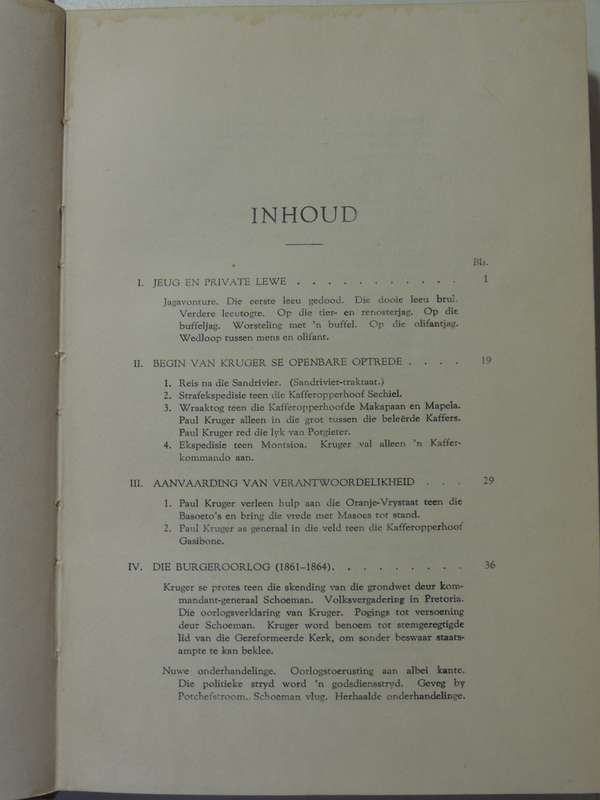 INHOUD
Bls.
I. JEUG EN PRIVATE LEWE . . . . . . . . . . . 1
Jagavonture. Die eerste leeu gedood. Die dooie leeu brul.
Verdere leeutogte. Op die tier- en renosterjag. Op die
buffeljag. Worsteling met 'n buffel. Op die olifantjag.
Wedloop tussen mens en olifant.
II. BEGIN VAN KRUGER SE OPENBARE OPTREDE . . . . 19
1. Reis na die Sandrivier. (Sandrivier-traktaat.)
2. Strafekspedisie teen die Kafferopperhoof Sechiel.
3. Wraaktog teen die Kafferopperhoofde Makapaan en Mapela.
Paul Kruger alleen in die grot tussen die beleërde Kaffers.
Paul Kruger red die lyk van Potgieter.
4. Ekspedisie teen Montsioa. Kruger val alleen 'n Kaffer-
kommando aan.
III. AANVAARDING VAN VERANTWOORDELIKHEID . . . 29
1. Paul Kruger verleen hulp aan die Oranje-Vrystaat teen die
Basoeto's en bring die vrede met Masoes tot stand.
2. Paul Kruger as generaal in die veld teen die Kafferopperhoof
Gasibone.
IV. DIE BURGEROORLOG (1861–1864). . . . . . . . . 36
Kruger se protes teen die skending van die grondwet deur kom-
mandant-generaal Schoeman. Volksvergadering in Pretoria.
Die oorlogsverklaring van Kruger. Pogings tot versoening
deur Schoeman. Kruger word benoem tot stemgeregtigde
lid van die Gereformeerde Kerk, om sonder beswaar staats-
ampte te kan beklee.
Nuwe onderhandelinge. Oorlogstoerusting aan albei kante.
Die politieke stryd word 'n godsdiensstryd. Geveg by
Potchefstroom. Schoeman vlug. Herhaalde onderhandelinge.